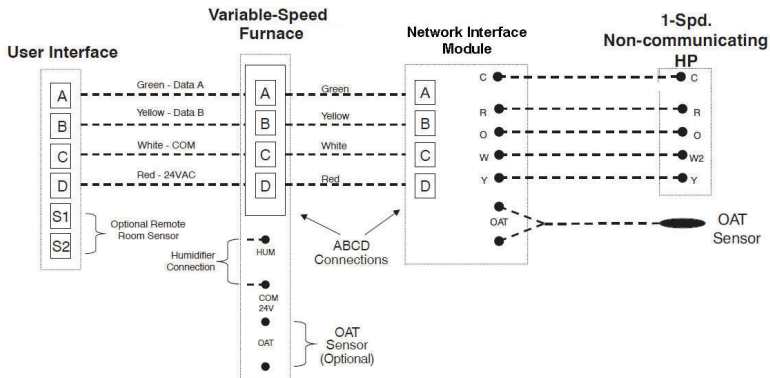 Variable-Speed
Furnace
User Interface
Network Interface
Module
1-Spd.
Non-communicating
HP
A
B
C
D
S1
S2
Green - Data A
Yellow - Data B
White - COM
Red - 24VAC
Optional Remote
Room Sensor
A
B
C
D
Humidifier
Connection
HUM
COM
24V
OAT
OAT
Sensor
(Optional)
Green
Yellow
White
Red
ABCD
Connections
A
B
C
D
C
R
O
W
Y
OAT
C
R
O
W2
Y
OAT
Sensor